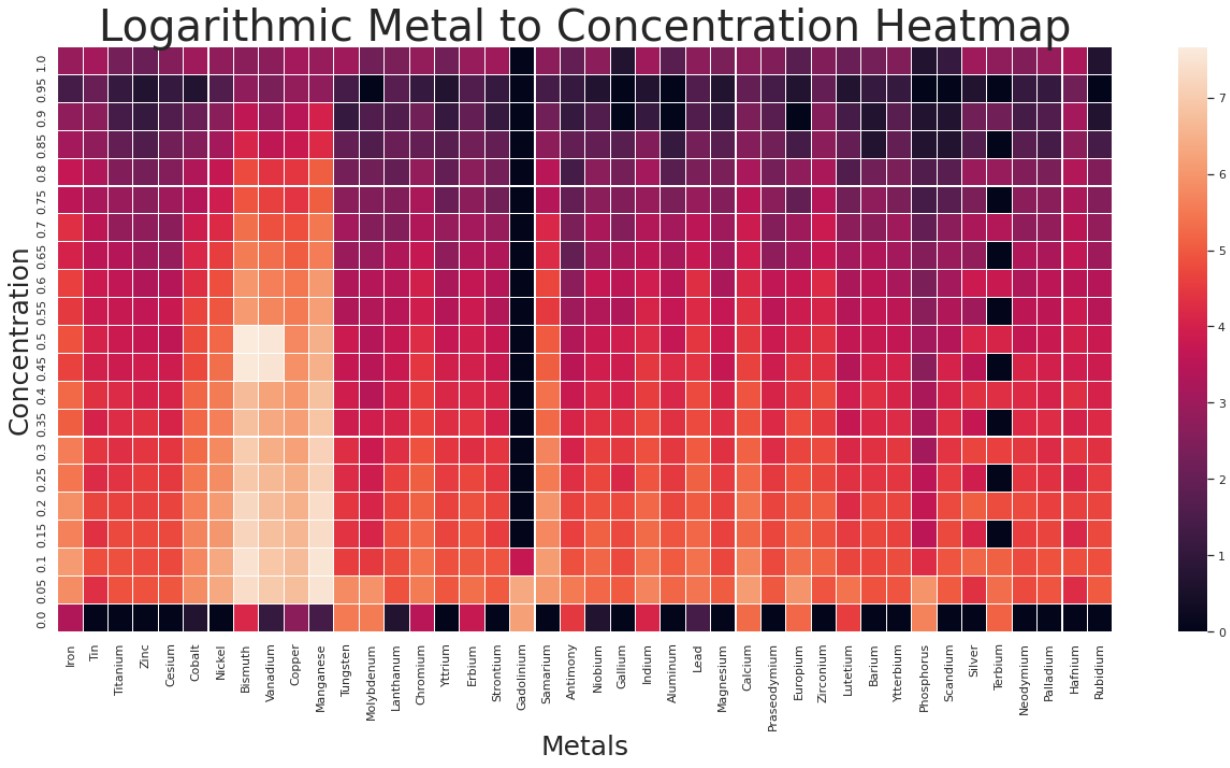 Logarithmic Metal to Concentration Heatmap
Concentration
1.0
0.95
0.9
0.85
0.8
0.75
0.7
0.65
0.6
0.55
0.5
0.45
0.4
0.35
0.3
0.25
0.2
0.15
0.1
0.05
0.0
7
6
5
4
3
2
1
0
Iron
Tin
Titanium
Zinc
Cesium
Cobalt
Nickel
Bismuth
Vanadium
Copper
Manganese
Tungsten
Molybdenum
Lanthanum
Chromium
Yttrium
Erbium
Strontium
Gadolinium
Samarium
Antimony
Niobium
Gallium
Indium
Aluminum
Lead
Magnesium
Calcium
Praseodymium
Europium
Zirconium
Lutetium
Barium
Ytterbium
Phosphorus
Scandium
Silver
Terbium
Neodymium
Palladium
Hafnium
Rubidium
Metals